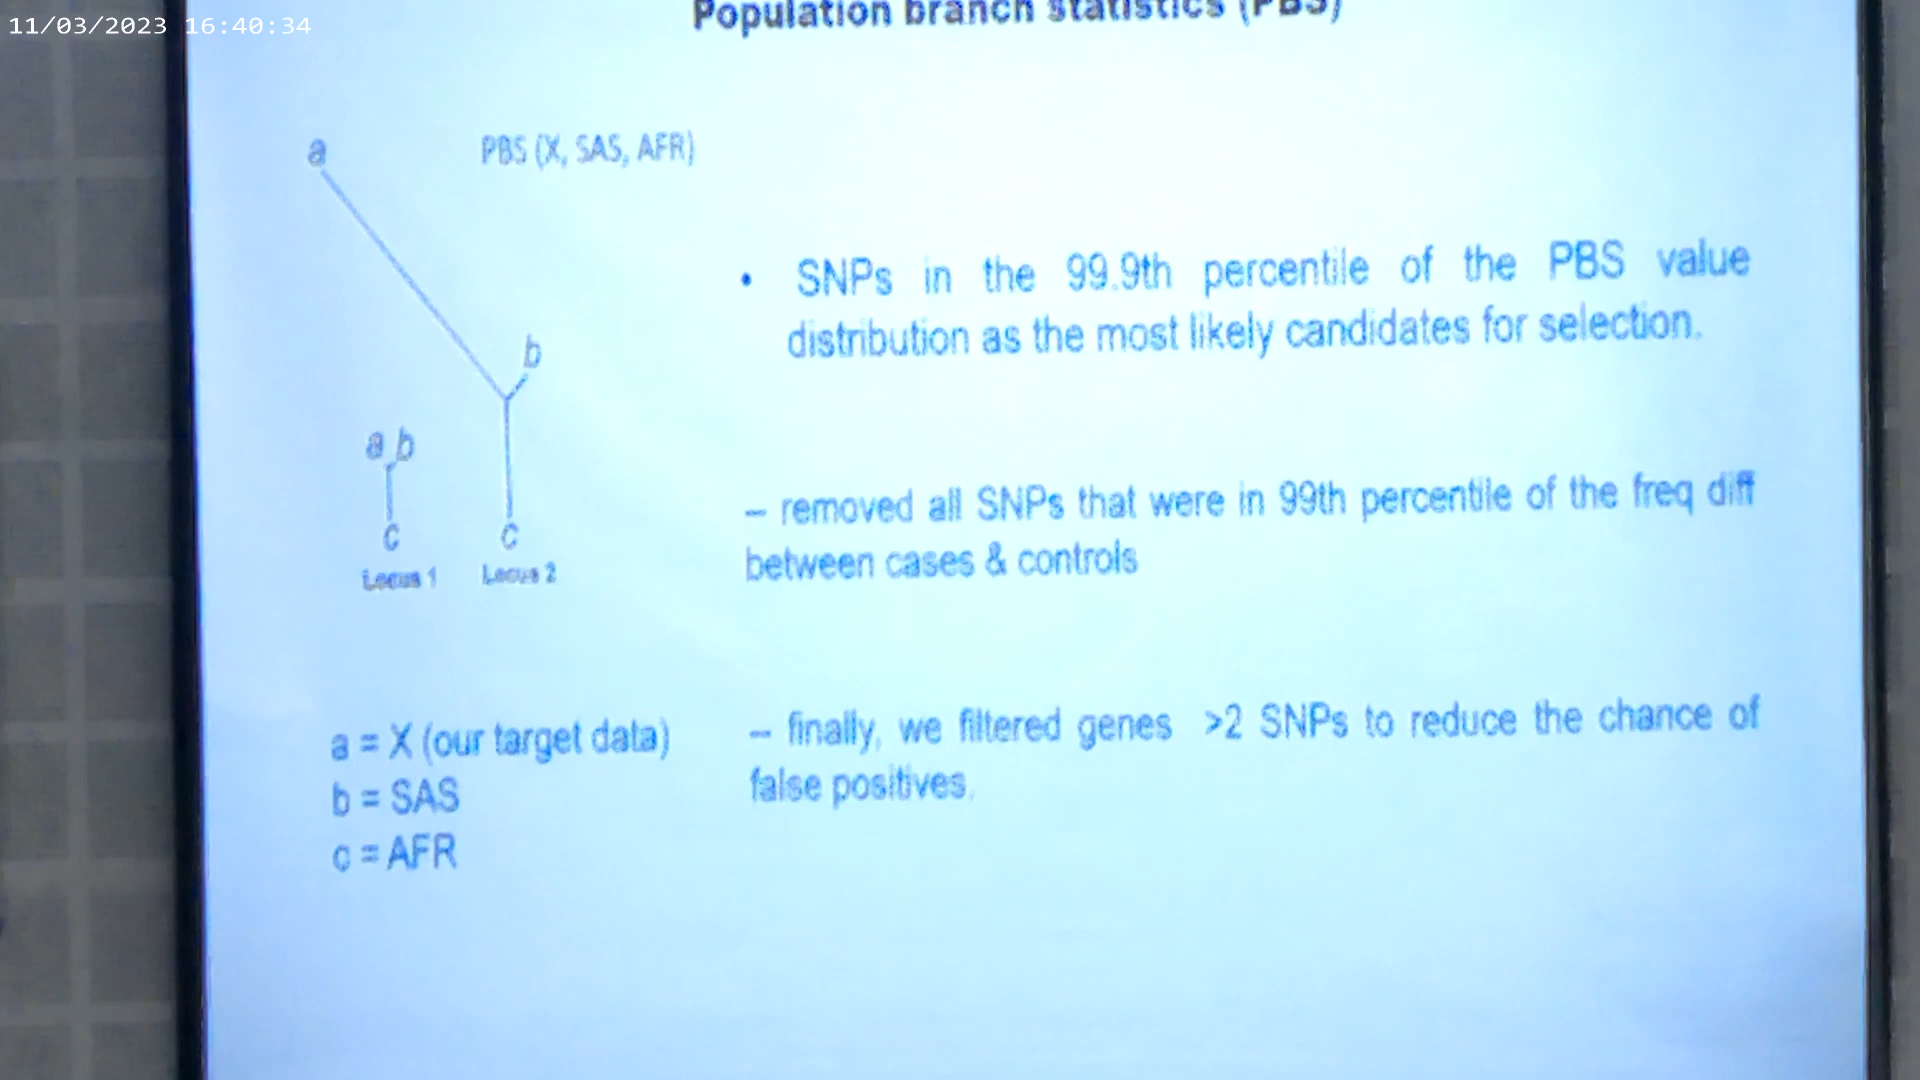 11/03/2023 16:40:34
Population branch statistics (PBS)
a
PBS (X, SAS, AFR)
• SNPs in the 99.9th percentile of the PBS value
distribution as the most likely candidates for selection.
b
a b
– removed all SNPs that were in 99th percentile of the freq diff
between cases & controls
c c
Locus 1 Locus 2
a = X (our target data)
b = SAS
c = AFR
– finally, we filtered genes >2 SNPs to reduce the chance of
false positives.